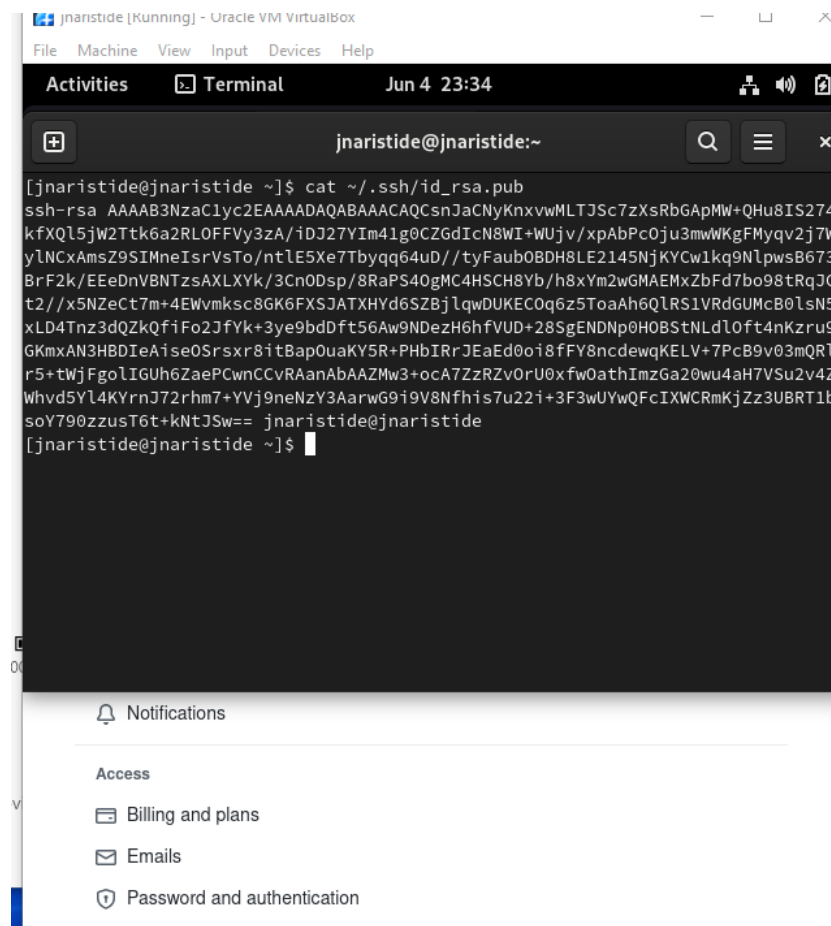 jnaristide [Running] - Oracle VM VirtualBox
File Machine View Input Devices Help
Activities Terminal Jun 4 23:34
jnaristide@jnaristide:~
[jnaristide@jnaristide ~]$ cat ~/.ssh/id_rsa.pub
ssh-rsa AAAAB3NzaC1yc2EAAAADAQABAAACAQCsnJaCNyKnxvwMLTJSc7zXsRbGApMW+QHu8IS274
kfXQl5jW2Ttk6a2RLOFFVy3zA/iDJ27YIm41g0CZGdIcN8WI+WUjv/xpAbPcOju3mwWKgFMyqv2j7W
ylNCxAmsZ9SIMneIsrVsTo/ntlE5Xe7Tbyqq64uD//tyFaubOBDH8LE2145NjKYCw1kq9NlpwsB673
BrF2k/EEeDnVBNTzsAXLXYk/3CnODsp/8RaPS4OgMC4HSCH8Yb/h8xYm2wGMAEMxZbFd7bo98tRqJC
t2//x5NZeCt7m+4EWvmksc8GK6FXSJATXHYd6SZBjlqwDUKECOq6z5ToaAh6QlRS1VRdGUMcB0lsN5
xLD4Tnz3dQZkQfiFo2JfYk+3ye9bdDft56Aw9NDezH6hfVUD+28SgENDNp0HOBStNLdlOft4nKzru9
GKmxAN3HBDIeAiseOSrsxr8itBapOuaKY5R+PHbIRrJEaEd0oi8fFY8ncdewqKELV+7PcB9v03mQRl
r5+tWjFgolIGUh6ZaePCwnCCvRAanAbAAZMw3+ocA7ZzRZvOrU0xfwOathImzGa20wu4aH7VSu2v4Z
Whvd5Yl4KYrnJ72rhm7+YVj9neNzY3AarwG9i9V8Nfhis7u22i+3F3wUYwQFcIXWCRmKjZz3UBRT1b
soY790zzusT6t+kNtJSw== jnaristide@jnaristide
[jnaristide@jnaristide ~]$
Notifications
Access
Billing and plans
Emails
Password and authentication